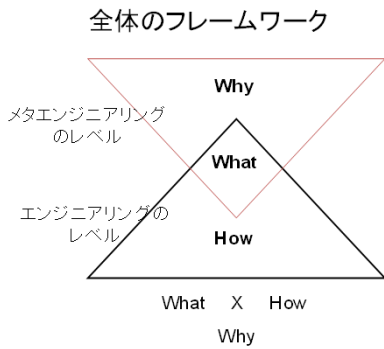 全体のフレームワーク
Why
メタエンジニアリング
のレベル
What
エンジニアリングの
レベル
How
What X How
Why